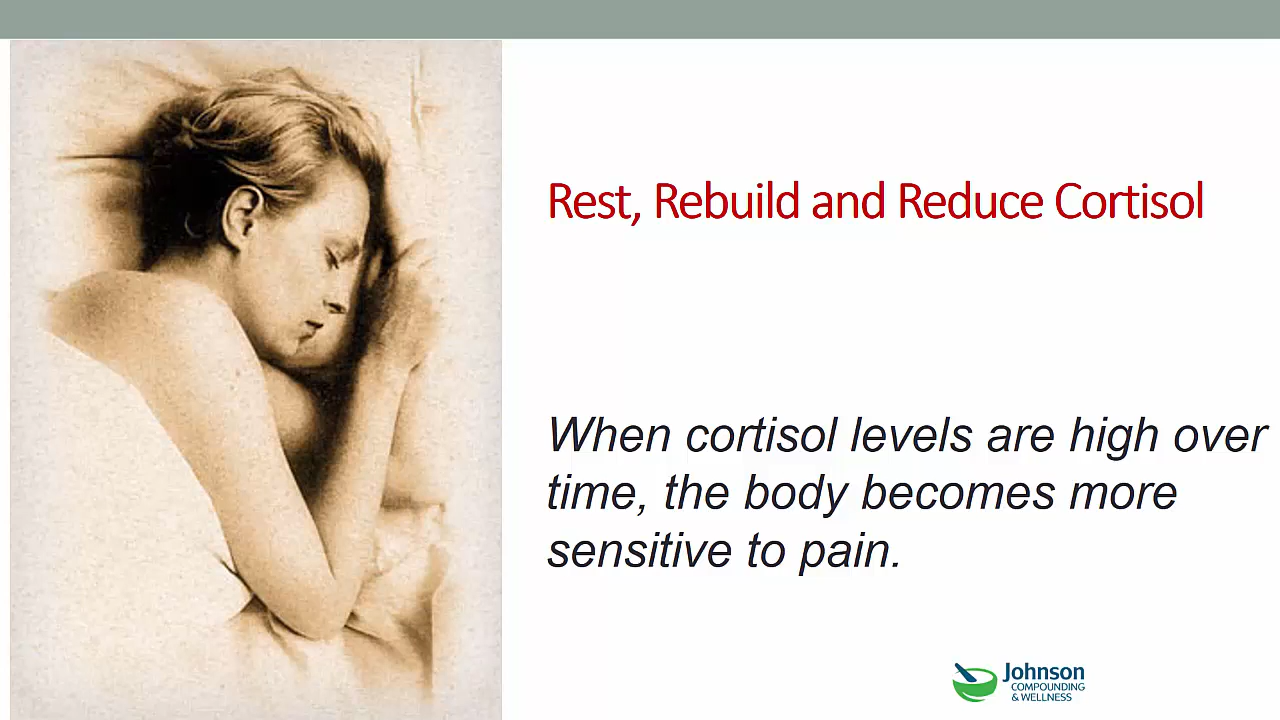 Rest, Rebuild and Reduce Cortisol
When cortisol levels are high over
time, the body becomes more
sensitive to pain.
Johnson
COMPOUNDING
& WELLNESS